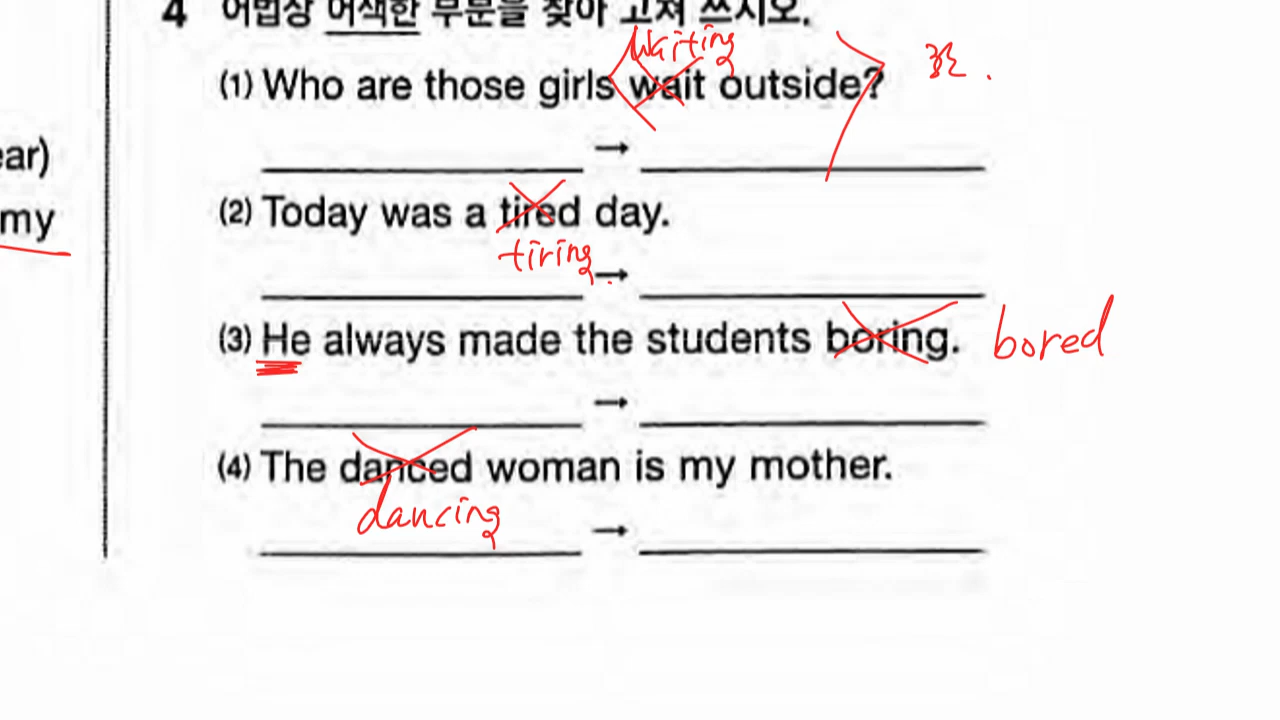 4 어법상 어색한 부분을 찾아 고쳐 쓰시오.
waiting
(1) Who are those girls wait outside?
→
ear)
(2) Today was a tired day.
my
tiring
→
(3) He always made the students boring. bored
→
(4) The danced woman is my mother.
dancing
→